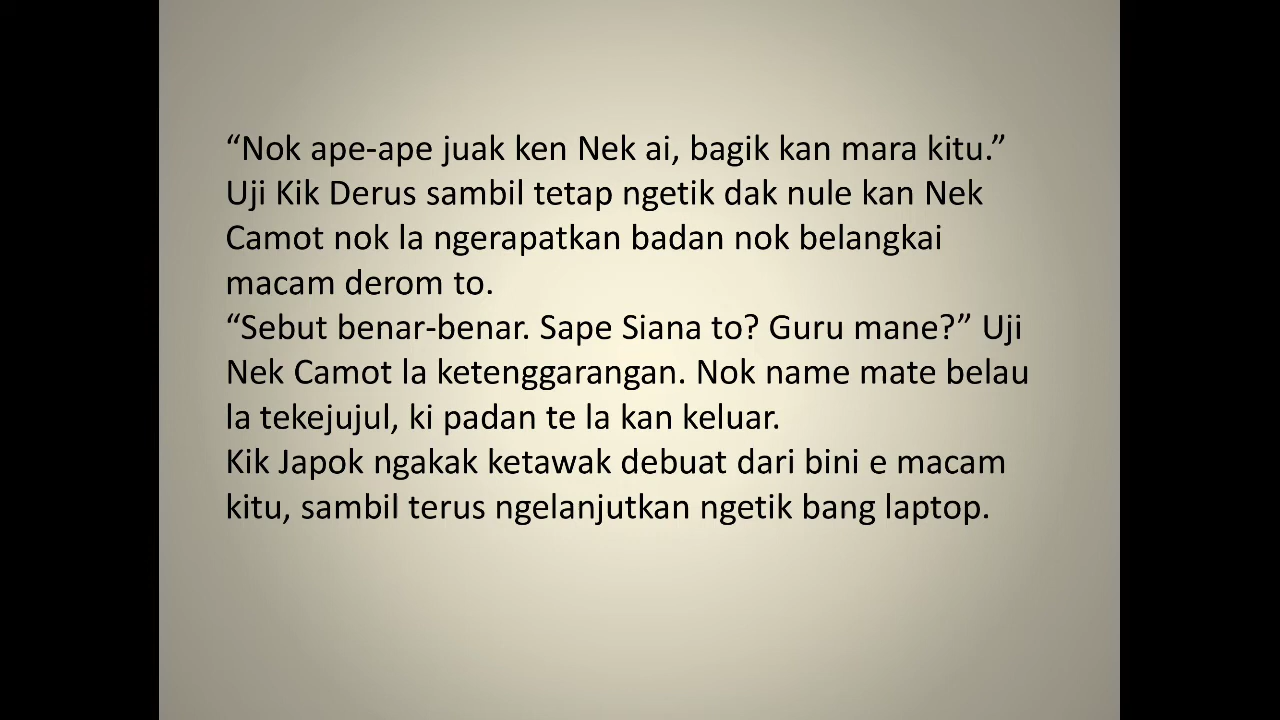 “Nok ape-ape juak ken Nek ai, bagik kan mara kitu.”
Uji Kik Derus sambil tetap ngetik dak nule kan Nek
Camot nok la ngerapatkan badan nok belangkai
macam derom to.
“Sebut benar-benar. Sape Siana to? Guru mane?” Uji
Nek Camot la ketenggarangan. Nok name mate belau
la tekejujul, ki padan te la kan keluar.
Kik Japok ngakak ketawak debuat dari bini e macam
kitu, sambil terus ngelanjutkan ngetik bang laptop.